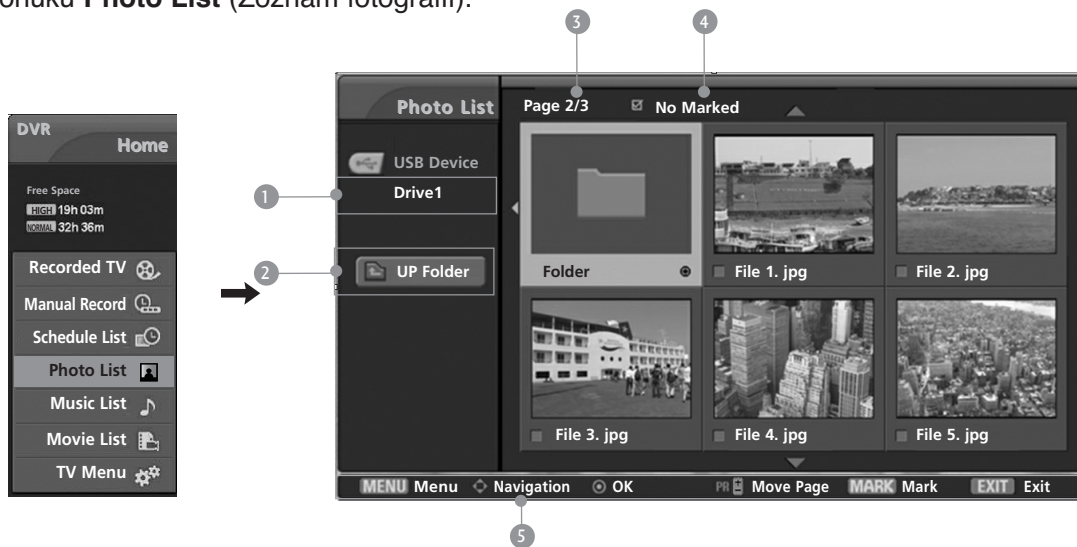 onuku Photo List (Zoznam fotografií).
3
4
DVR
Home
Free Space
HIGH 19h 03m
NORMAL 32h 36m
Recorded TV
Manual Record
Schedule List
Photo List
Music List
Movie List
TV Menu
1
2
Photo List
USB Device
Drive1
UP Folder
Page 2/3
No Marked
Folder
File 1. jpg
File 2. jpg
File 3. jpg
File 4. jpg
File 5. jpg
MENU Menu
Navigation
OK
PR Move Page
MARK Mark
EXIT Exit
5